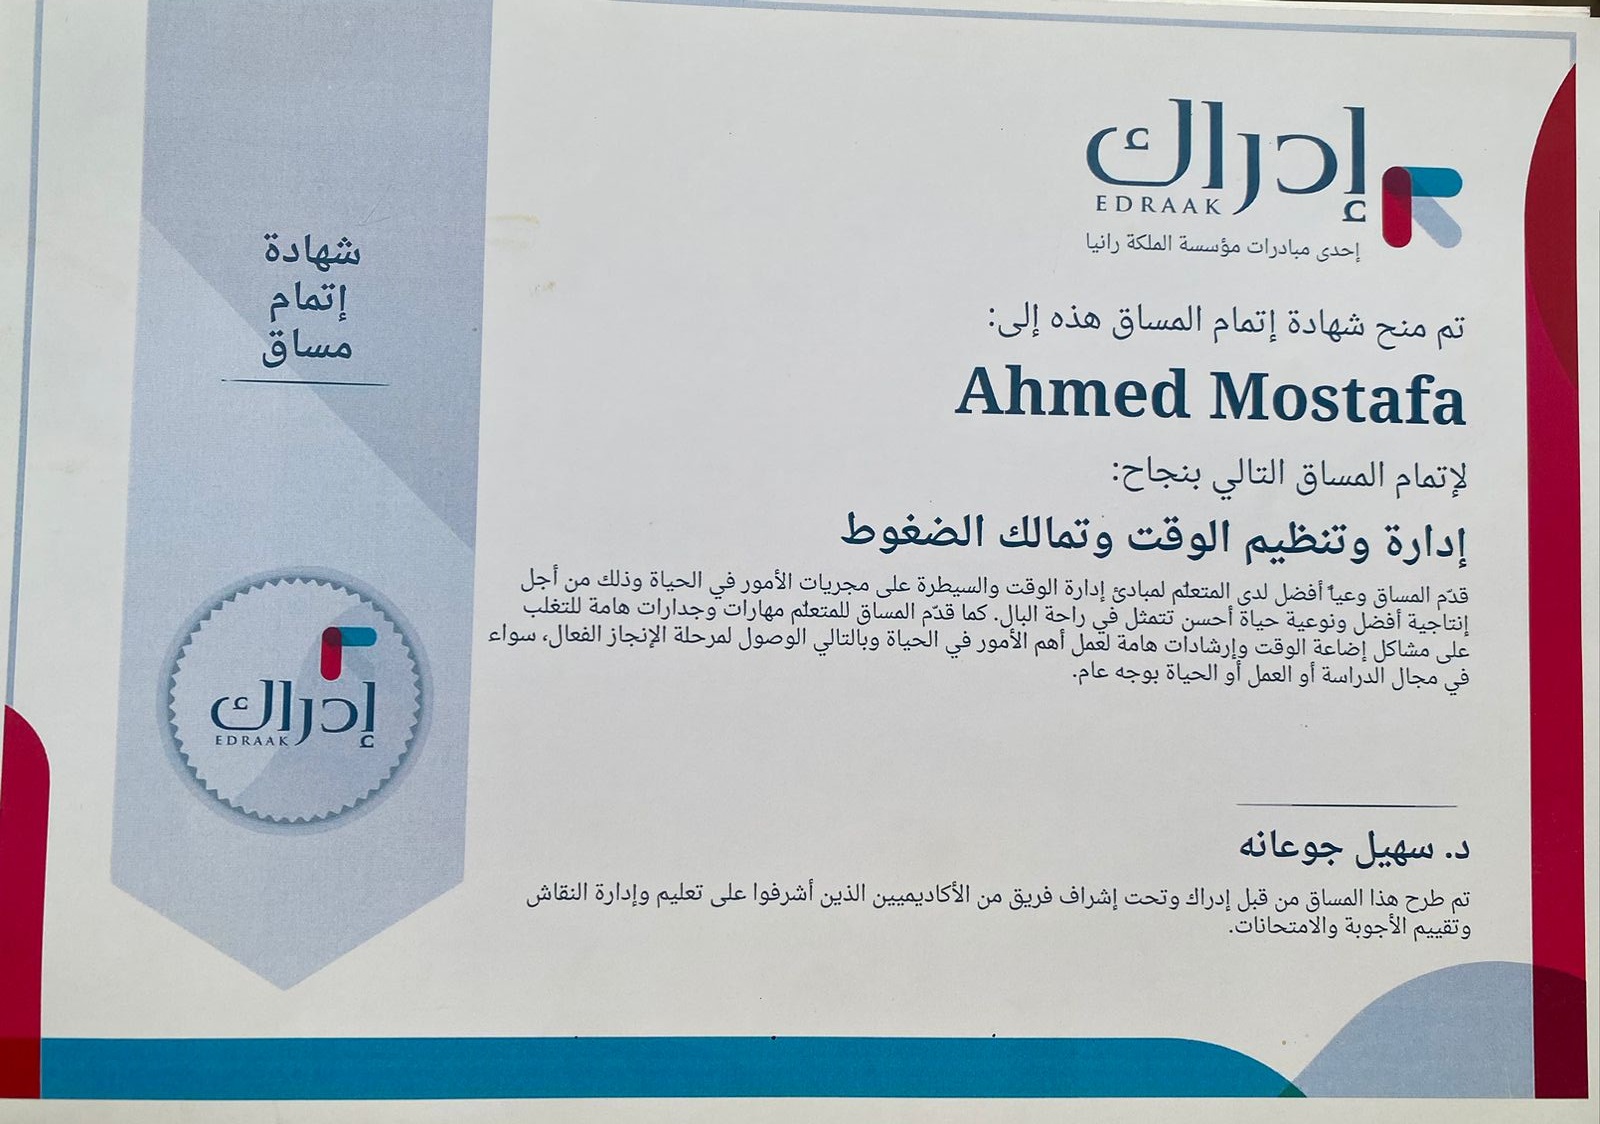 إدراك
EDRAAK
إحدى مبادرات مؤسسة الملكة رانيا
شهادة
إتمام
مساق
تم منح شهادة إتمام المساق هذه إلى:
Ahmed Mostafa
لإتمام المساق التالي بنجاح:
إدارة وتنظيم الوقت وتمالك الضغوط
قدّم المساق وعياً أفضل لدى المتعلم لمبادئ إدارة الوقت والسيطرة على مجريات الأمور في الحياة وذلك من أجل
إنتاجية أفضل ونوعية حياة أحسن تتمثل في راحة البال. كما قدّم المساق للمتعلم مهارات وجدارات هامة للتغلب
على مشاكل إضاعة الوقت وإرشادات هامة لعمل أهم الأمور في الحياة وبالتالي الوصول لمرحلة الإنجاز الفعال، سواء
في مجال الدراسة أو العمل أو الحياة بوجه عام.
إدراك
EDRAAK
د. سهيل جوعانه
تم طرح هذا المساق من قبل إدراك وتحت إشراف فريق من الأكاديميين الذين أشرفوا على تعليم وإدارة النقاش
وتقييم الأجوبة والامتحانات.